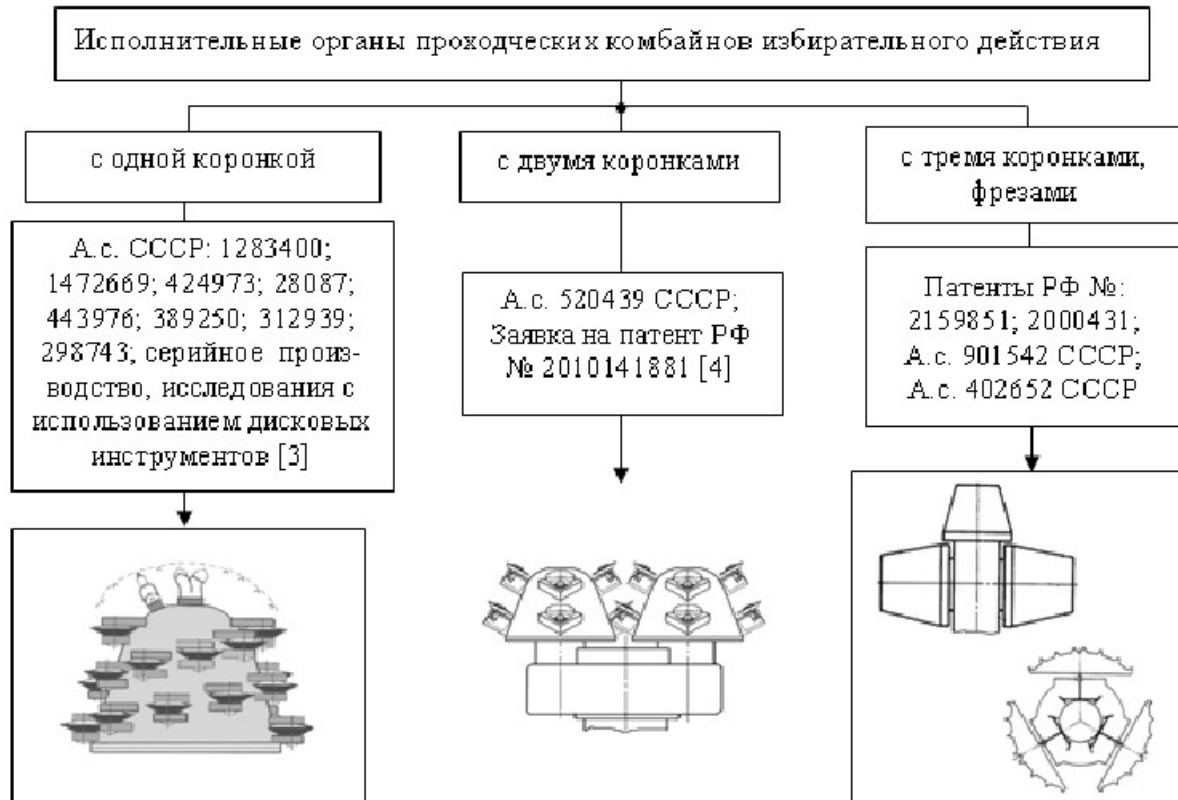 Исполнительные органы проходческих комбайнов избирательного действия
с одной коронкой
с двумя коронками
с тремя коронками,
фрезами
А.с. СССР: 1283400;
1472669; 424973; 28087;
443976; 389250; 312939;
298743; серийное произ-
водство, исследования с
использованием дисковых
инструментов [3]
А.с. 520439 СССР;
Заявка на патент РФ
№ 2010141881 [4]
Патенты РФ №:
2159851; 2000431;
А.с. 901542 СССР;
А.с. 402652 СССР